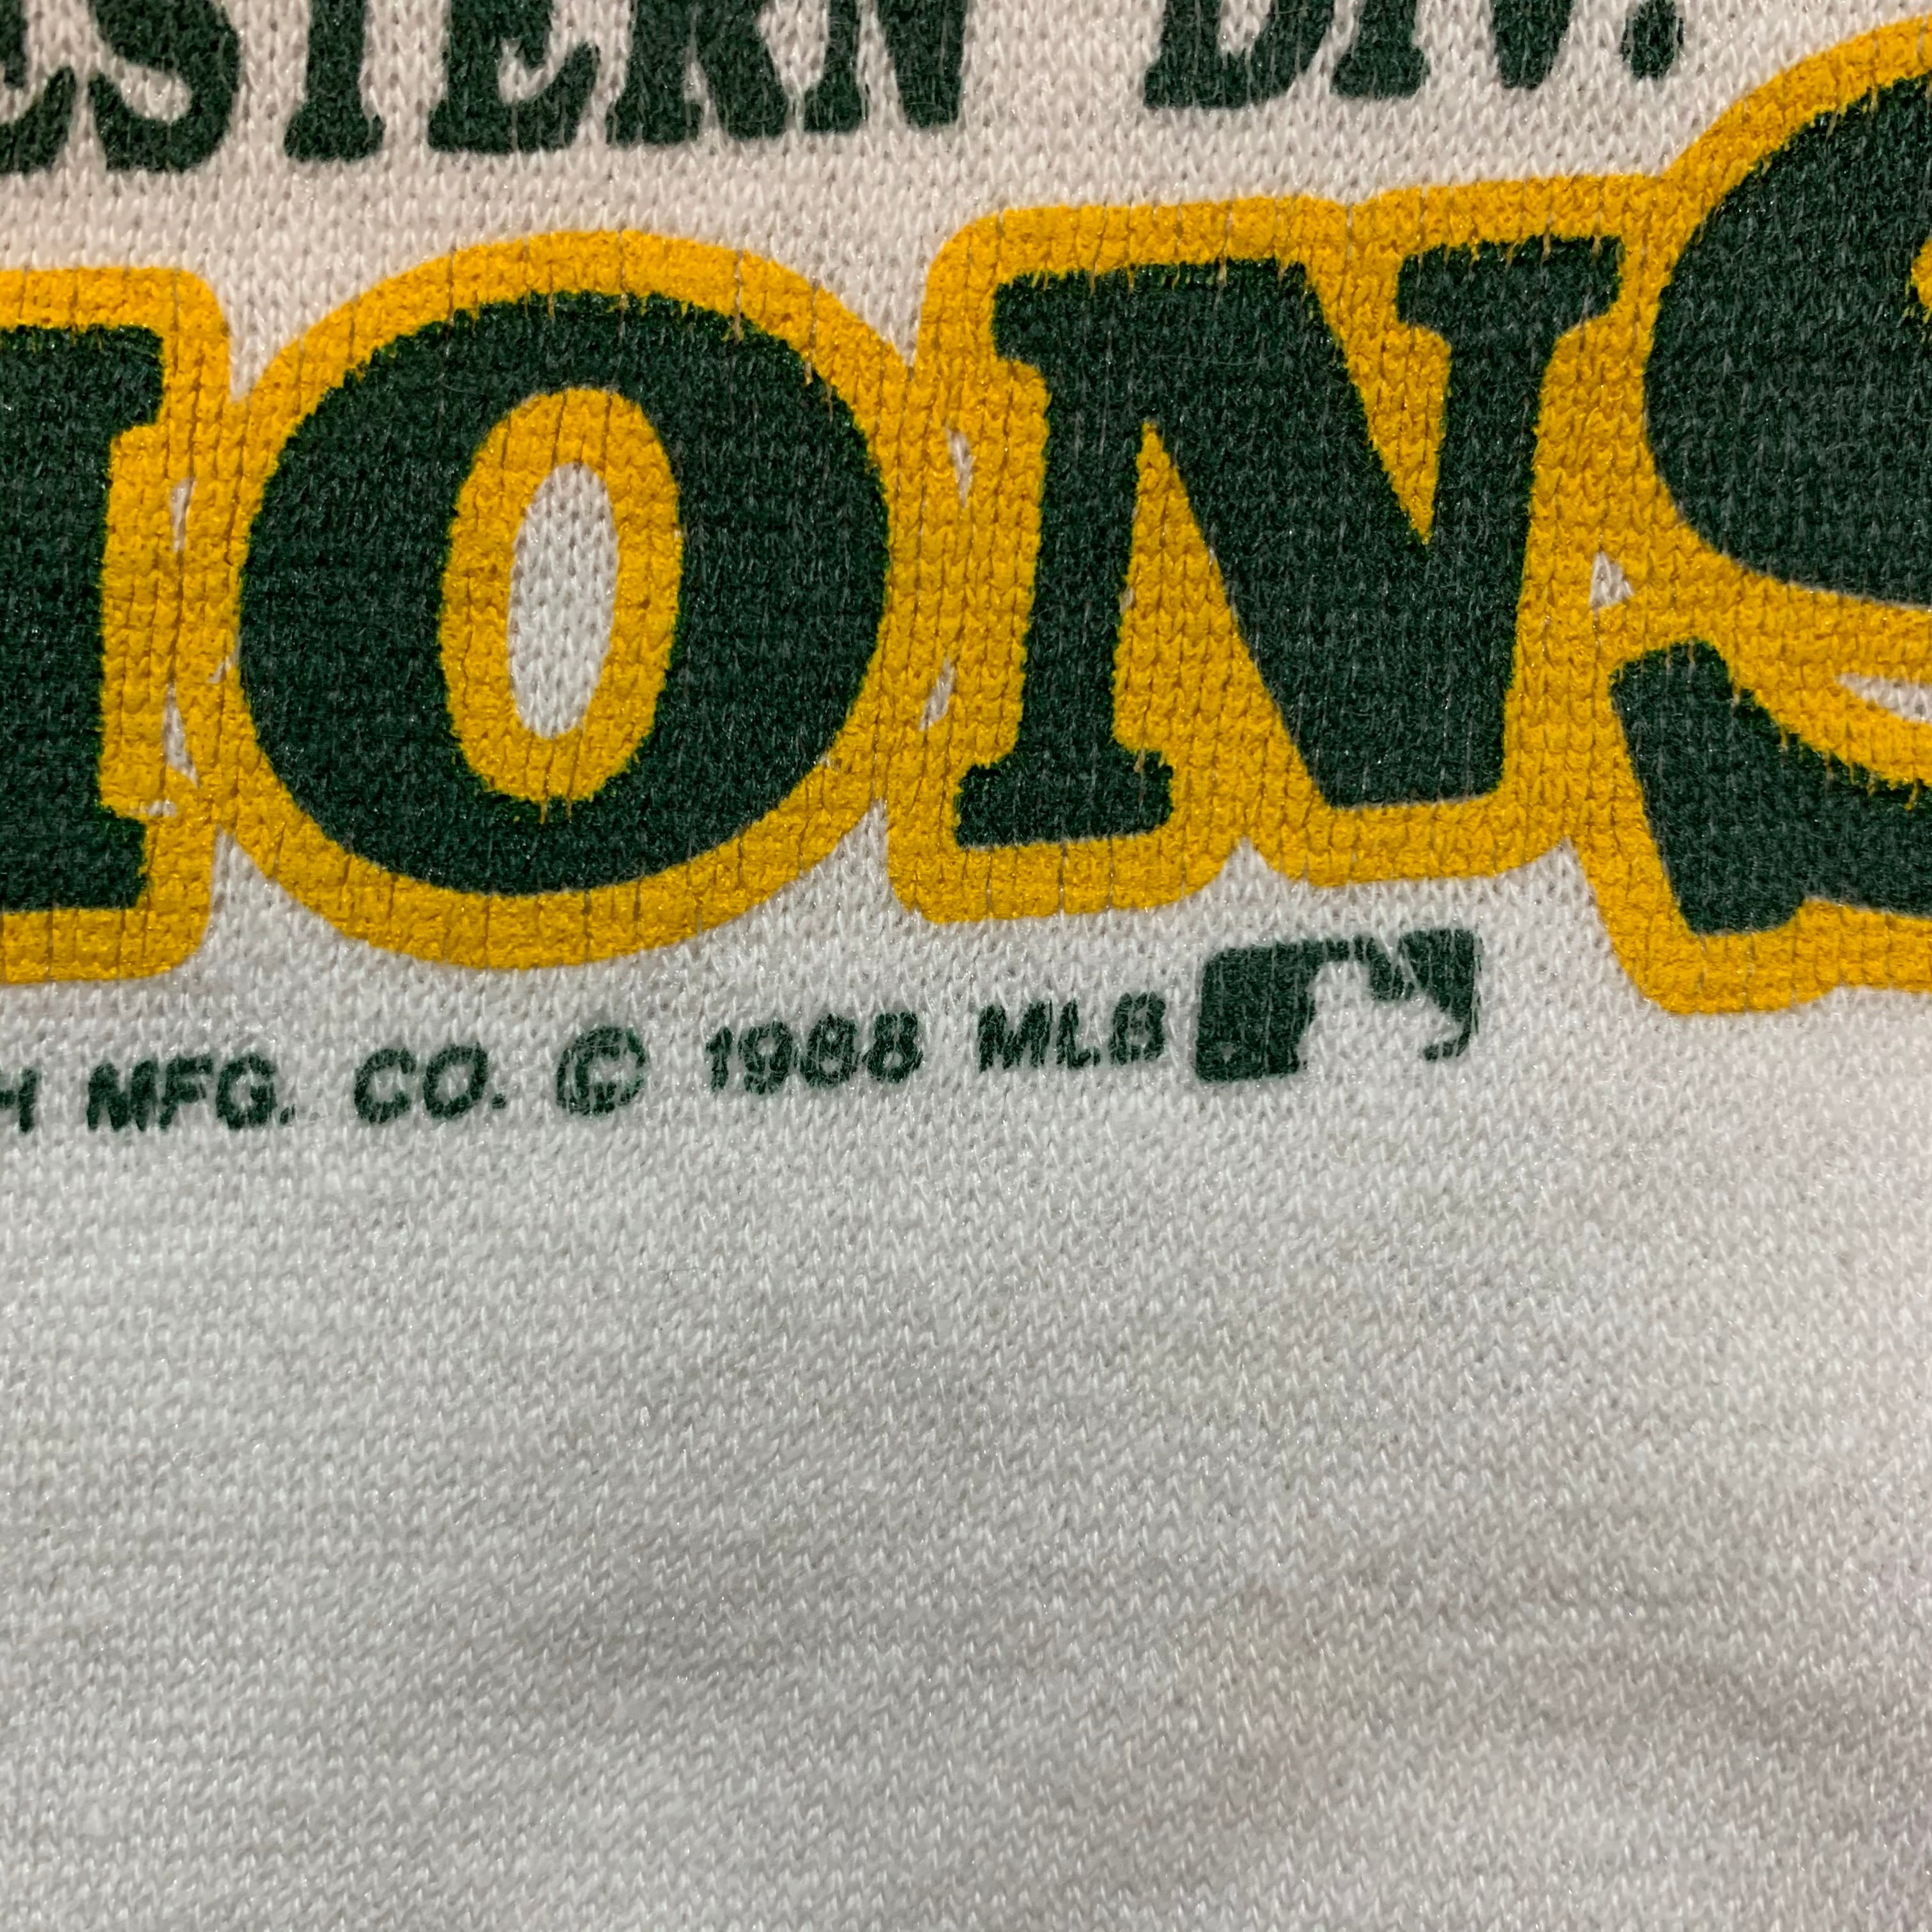 ESTERN DIV.
IONS
H MFG. CO. © 1988 MLB